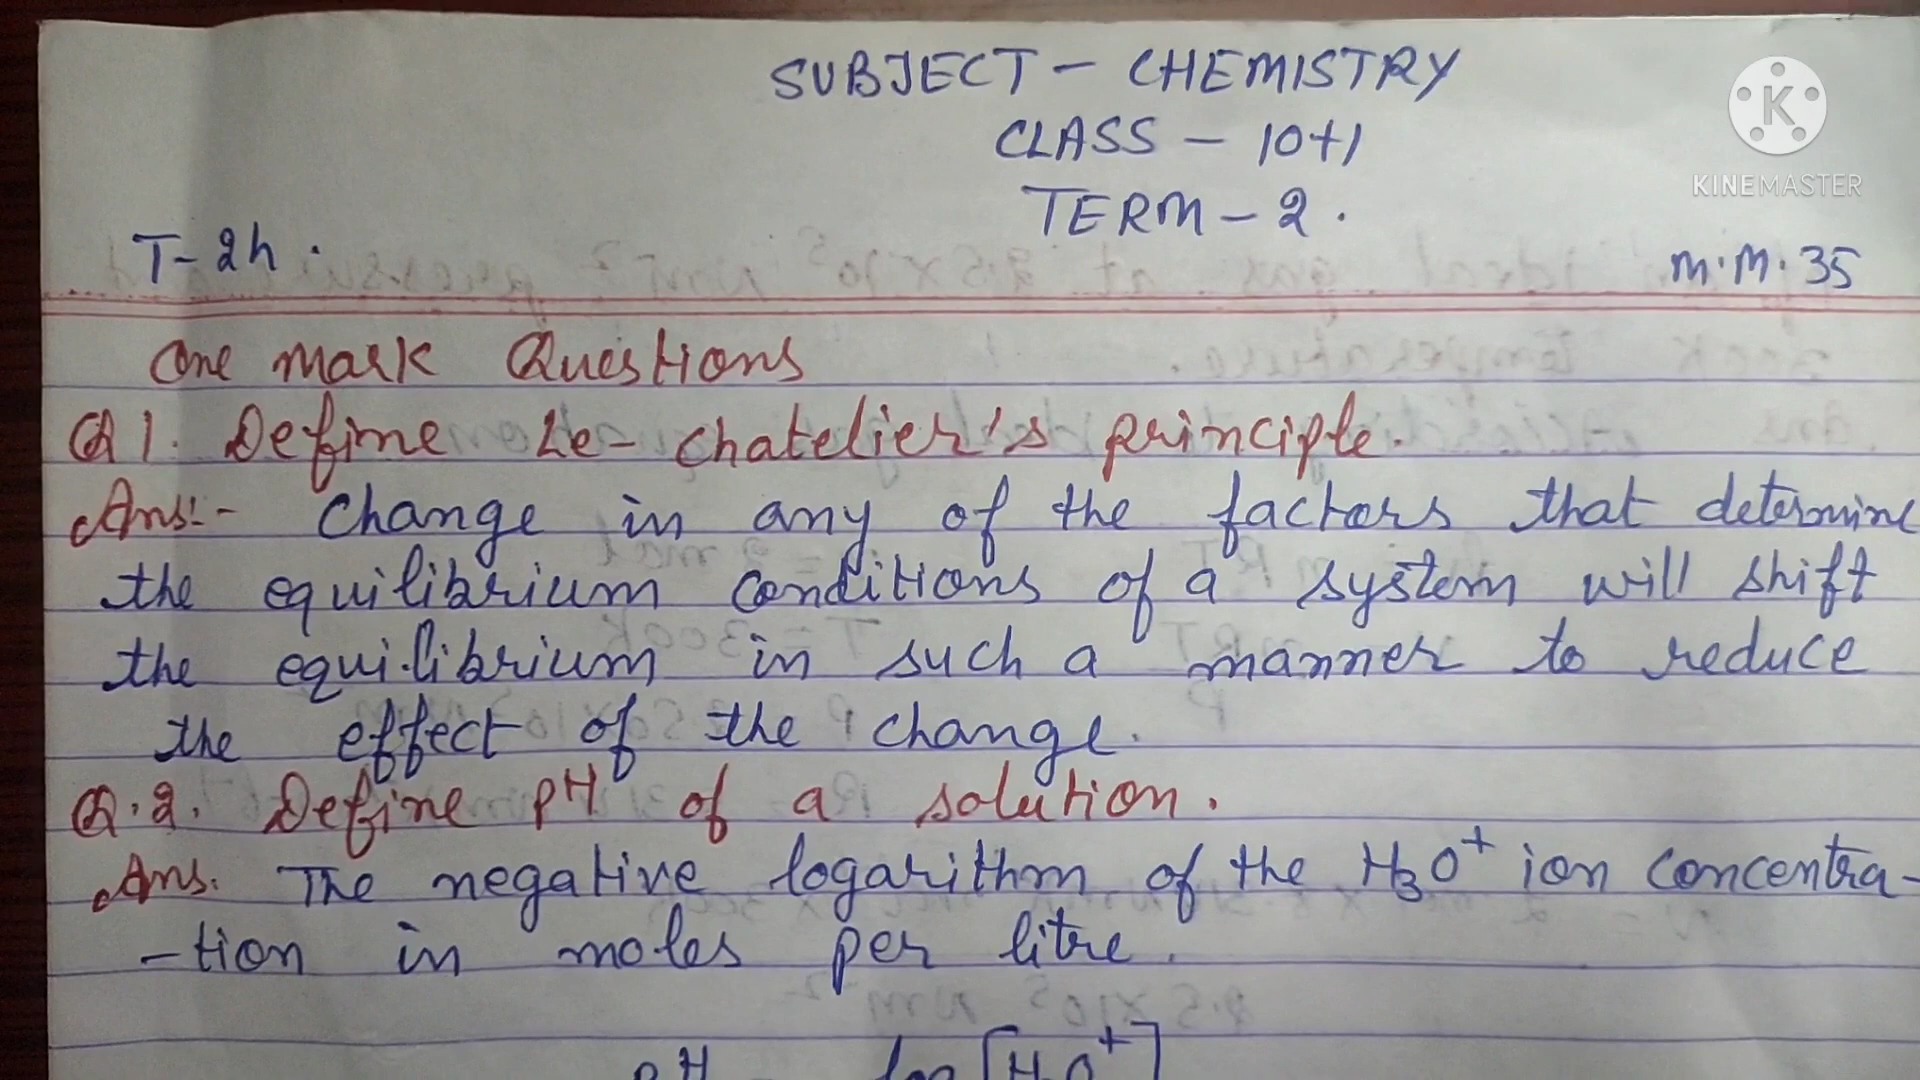 SUBJECT - CHEMISTRY
CLASS - 10+1
TERM - 2.
T-2h.
M.M. 35
KINEMASTER
One mark Questions
Q1. Define Le-chatelier's principle.
Ans:- Change in any of the factors that determine
the equilibrium conditions of a system will shift
the equilibrium in such a manner to reduce
the effect of the change.
Q.2. Define pH of a solution.
Ans. The negative logarithm of the H3O+ ion concentra-
-tion in moles per litre.
pH = - log [H3O+]